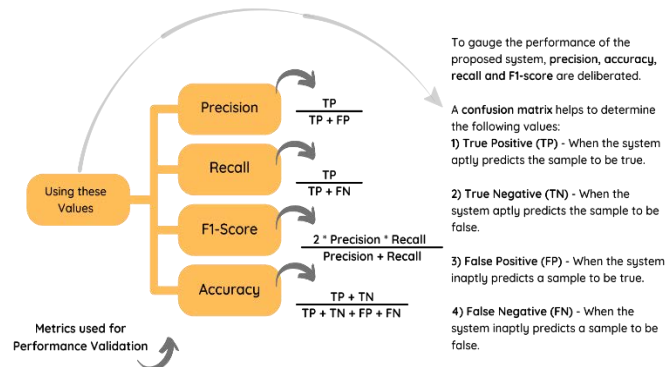 Using these
Values
Precision
TP
TP + FP
Recall
TP
TP + FN
F1-Score
2 * Precision * Recall
Precision + Recall
Accuracy
TP + TN
TP + TN + FP + FN
Metrics used for
Performance Validation
To gauge the performance of the
proposed system, precision, accuracy,
recall and F1-score are deliberated.
A confusion matrix helps to determine
the following values:
1) True Positive (TP) - When the system
aptly predicts the sample to be true.
2) True Negative (TN) - When the
system aptly predicts the sample to be
false.
3) False Positive (FP) - When the system
inaptly predicts a sample to be true.
4) False Negative (FN) - When the
system inaptly predicts a sample to be
false.